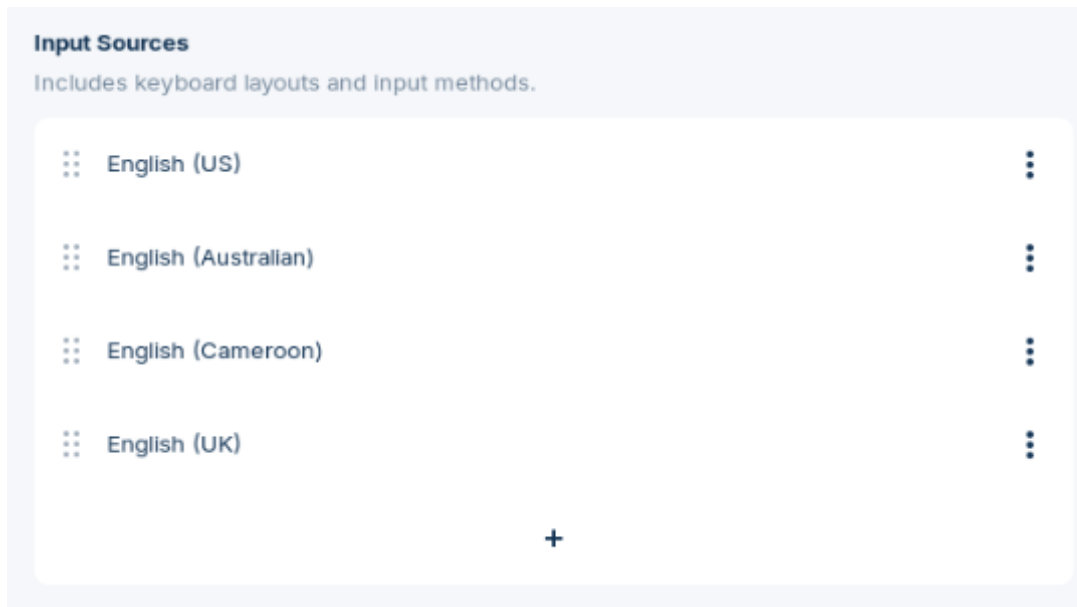 Input Sources
Includes keyboard layouts and input methods.
English (US)
English (Australian)
English (Cameroon)
English (UK)
+